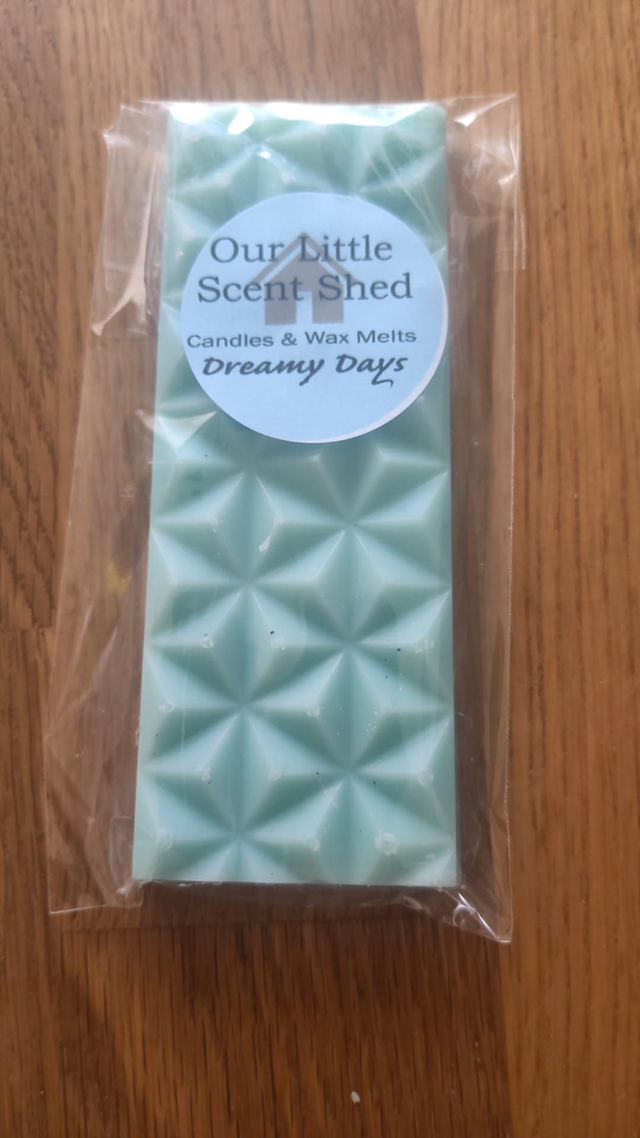 Our Little
Scent Shed
Candles & Wax Melts
Dreamy Days